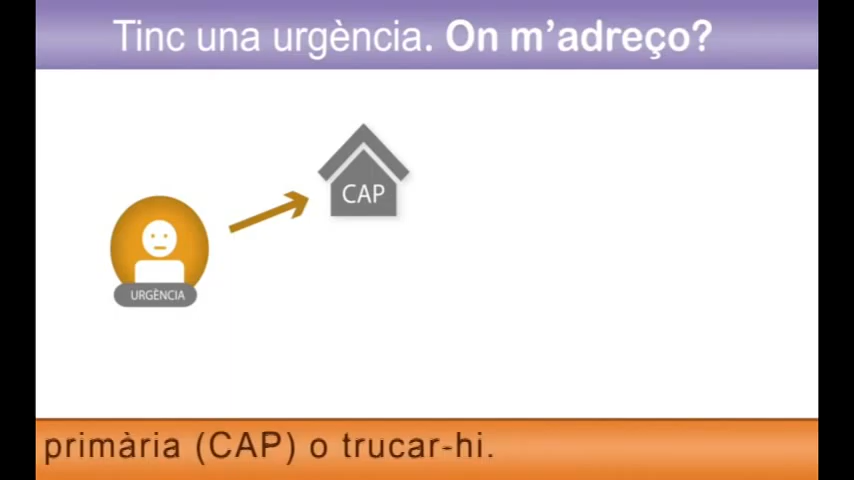 Tinc una urgència. On m'adreço?
CAP
URGÈNCIA
primària (CAP) o trucar-hi.